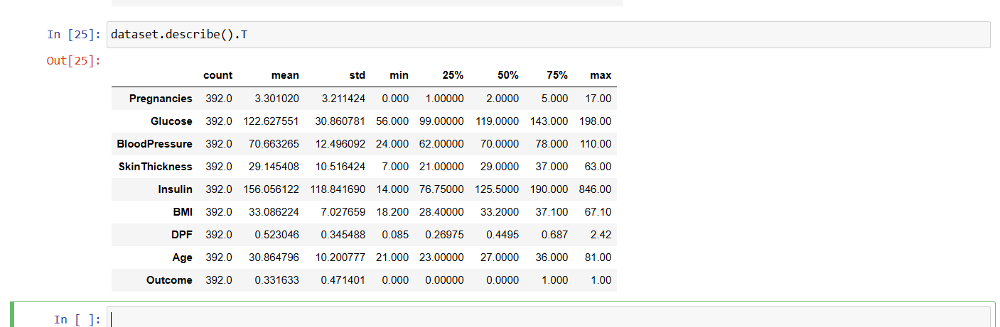 In [25]: dataset.describe().T
Out[25]:
count mean std min 25% 50% 75% max
Pregnancies 392.0 3.301020 3.211424 0.000 1.00000 2.0000 5.000 17.00
Glucose 392.0 122.627551 30.860781 56.000 99.00000 119.0000 143.000 198.00
BloodPressure 392.0 70.663265 12.496092 24.000 62.00000 70.0000 78.000 110.00
SkinThickness 392.0 29.145408 10.516424 7.000 21.00000 29.0000 37.000 63.00
Insulin 392.0 156.056122 118.841690 14.000 76.75000 125.5000 190.000 846.00
BMI 392.0 33.086224 7.027659 18.200 28.40000 33.2000 37.100 67.10
DPF 392.0 0.523046 0.345488 0.085 0.26975 0.4495 0.687 2.42
Age 392.0 30.864796 10.200777 21.000 23.00000 27.0000 36.000 81.00
Outcome 392.0 0.331633 0.471401 0.000 0.00000 0.0000 1.000 1.00
In [ ]: